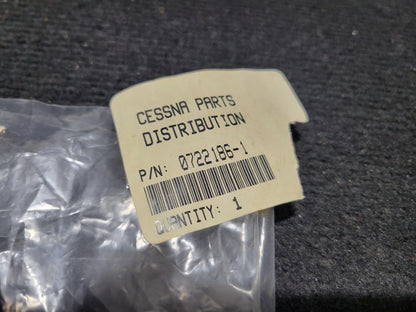 CESSNA PARTS
DISTRIBUTION
P/N: 0722186-1
QUANTITY: 1